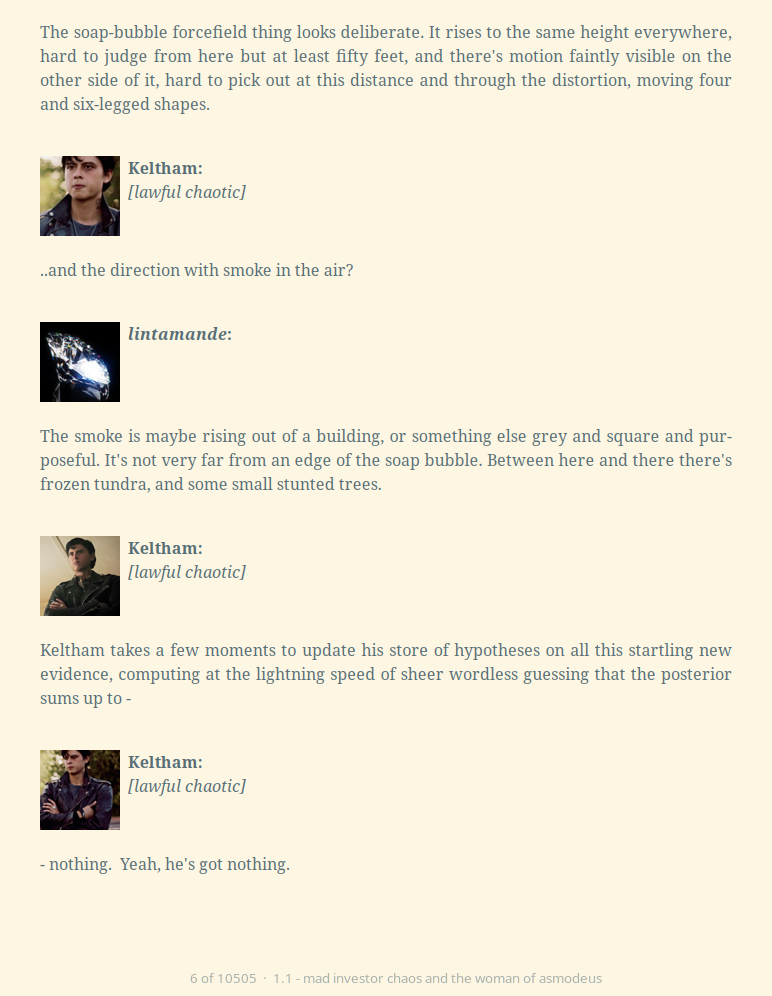 The soap-bubble forcefield thing looks deliberate. It rises to the same height everywhere,
hard to judge from here but at least fifty feet, and there's motion faintly visible on the
other side of it, hard to pick out at this distance and through the distortion, moving four
and six-legged shapes.
Keltham:
[lawful chaotic]
..and the direction with smoke in the air?
lintamande:
The smoke is maybe rising out of a building, or something else grey and square and pur-
poseful. It's not very far from an edge of the soap bubble. Between here and there there's
frozen tundra, and some small stunted trees.
Keltham:
[lawful chaotic]
Keltham takes a few moments to update his store of hypotheses on all this startling new
evidence, computing at the lightning speed of sheer wordless guessing that the posterior
sums up to -
Keltham:
[lawful chaotic]
- nothing.  Yeah, he's got nothing.
6 of 10505 · 1.1 - mad investor chaos and the woman of asmodeus